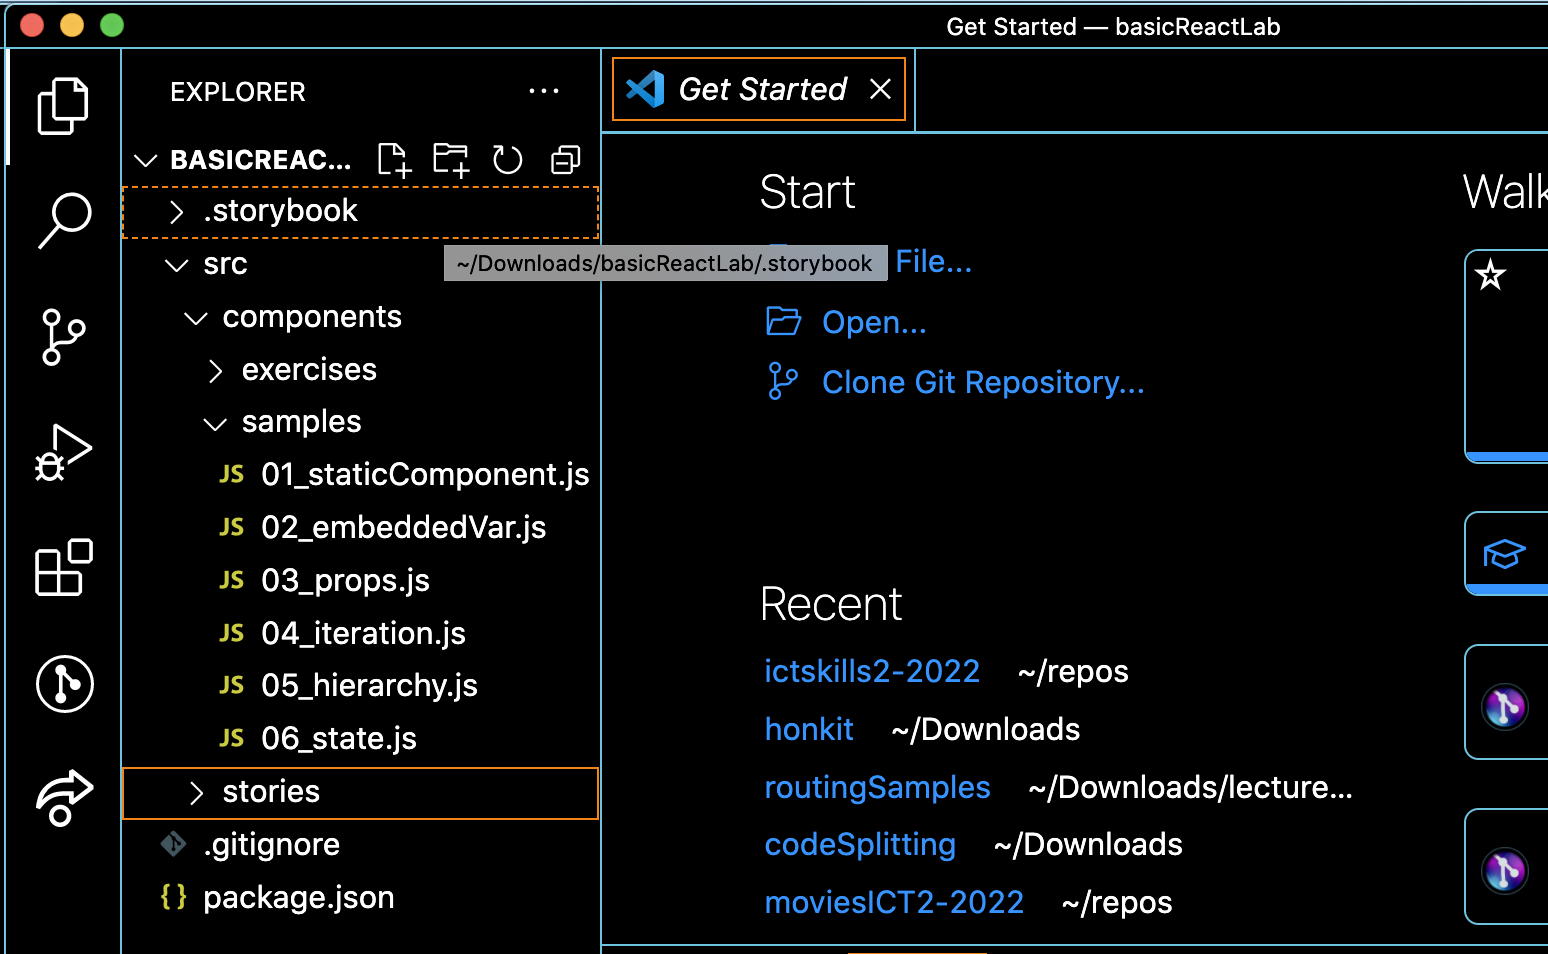 Get Started — basicReactLab
EXPLORER
···
BASICREAC...
.storybook
~/Downloads/basicReactLab/.storybook
src
components
exercises
samples
JS 01_staticComponent.js
JS 02_embeddedVar.js
JS 03_props.js
JS 04_iteration.js
JS 05_hierarchy.js
JS 06_state.js
stories
.gitignore
{} package.json
Get Started
Start
File...
Open...
Clone Git Repository...
Recent
ictskills2-2022 ~/repos
honkit ~/Downloads
routingSamples ~/Downloads/lecture...
codeSplitting ~/Downloads
moviesICT2-2022 ~/repos